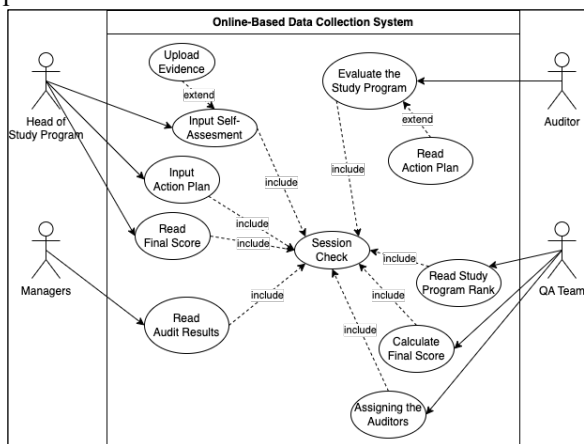 Online-Based Data Collection System
Upload
Evidence
extend
Input Self-
Assesment
Head of
Study Program
Input
Action Plan
Read
Final Score
Managers
Read
Audit Results
include
include
include
include
Session
Check
Evaluate the
Study Program
extend
Read
Action Plan
Auditor
include
include
Read Study
Program Rank
QA Team
include
Calculate
Final Score
include
Assigning the
Auditors